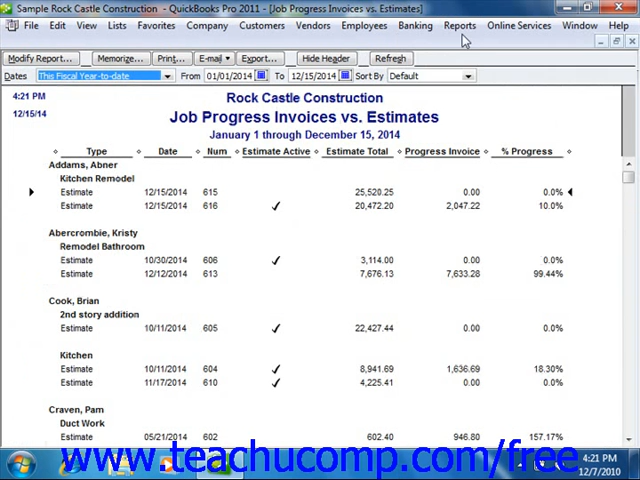 Sample Rock Castle Construction - QuickBooks Pro 2011 - [Job Progress Invoices vs. Estimates]
File Edit View Lists Favorites Company Customers Vendors Employees Banking Reports Online Services Window Help
Modify Report... Memorize... Print... E-mail Export... Hide Header Refresh
Dates This Fiscal Year-to-date From 01/01/2014 To 12/15/2014 Sort By Default
4:21 PM
12/15/14
Rock Castle Construction
Job Progress Invoices vs. Estimates
January 1 through December 15, 2014
Type Date Num Estimate Active Estimate Total Progress Invoice % Progress
Addams, Abner
Kitchen Remodel
Estimate 12/15/2014 615 25,520.25 0.00 0.0%
Estimate 12/15/2014 616 ✓ 20,472.20 2,047.22 10.0%
Abercrombie, Kristy
Remodel Bathroom
Estimate 10/30/2014 606 ✓ 3,114.00 0.00 0.0%
Estimate 12/12/2014 613 7,676.13 7,633.28 99.44%
Cook, Brian
2nd story addition
Estimate 10/11/2014 605 ✓ 22,427.44 0.00 0.0%
Kitchen
Estimate 10/11/2014 604 ✓ 8,941.69 1,636.69 18.30%
Estimate 11/17/2014 610 ✓ 4,225.41 0.00 0.0%
Craven, Pam
Duct Work
Estimate 05/21/2014 602 602.40 946.80 157.17%
www.teachucomp.com/free
4:21 PM
12/7/2010